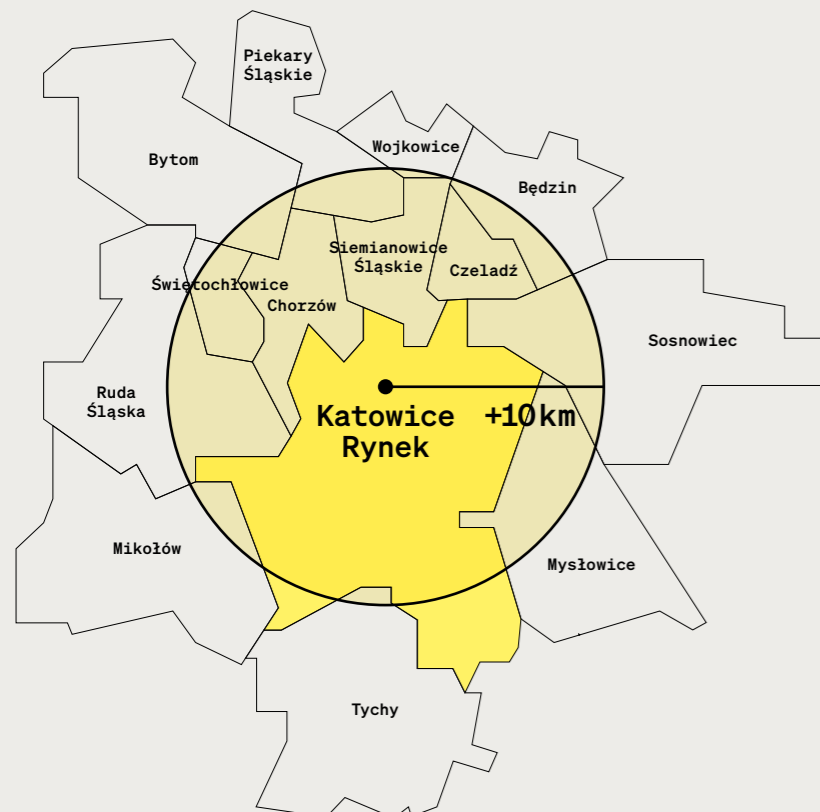 Piekary
Śląskie
Wojkowice
Bytom
Będzin
Siemianowice
Śląskie
Czeladź
Świętochłowice
Chorzów
Sosnowiec
Ruda
Śląska
Katowice
Rynek
+10km
Mikołów
Mysłowice
Tychy